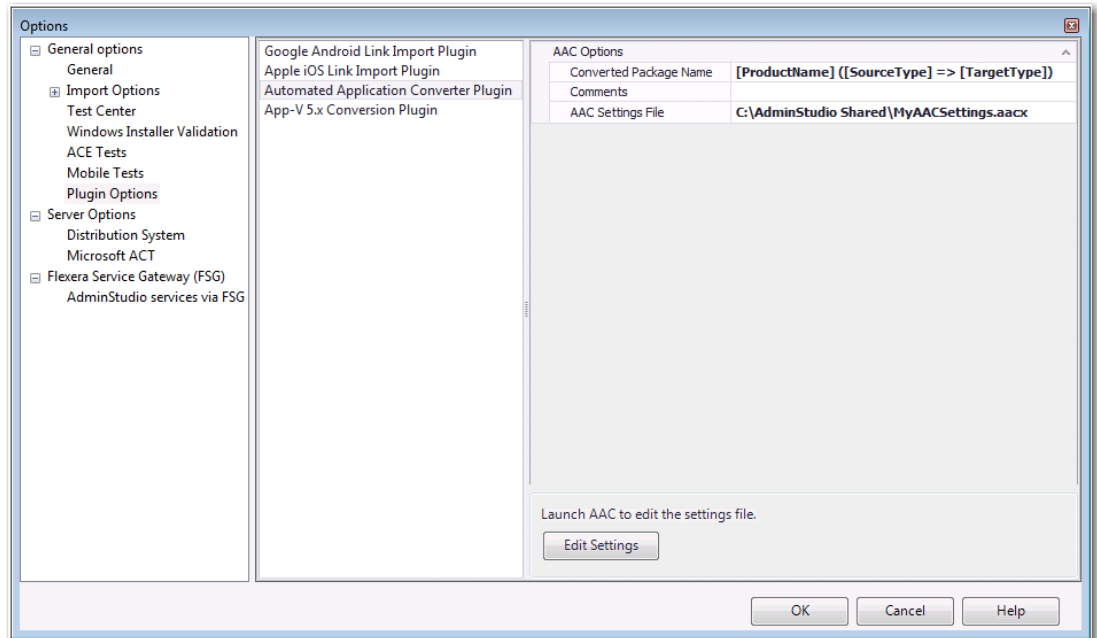 Options
General options
General
Import Options
Test Center
Windows Installer Validation
ACE Tests
Mobile Tests
Plugin Options
Server Options
Distribution System
Microsoft ACT
Flexera Service Gateway (FSG)
AdminStudio services via FSG
Google Android Link Import Plugin
Apple iOS Link Import Plugin
Automated Application Converter Plugin
App-V 5.x Conversion Plugin
AAC Options
Converted Package Name [ProductName] ([SourceType] => [TargetType])
Comments
AAC Settings File C:\AdminStudio Shared\MyAACSettings.aacx
Launch AAC to edit the settings file.
Edit Settings
OK Cancel Help